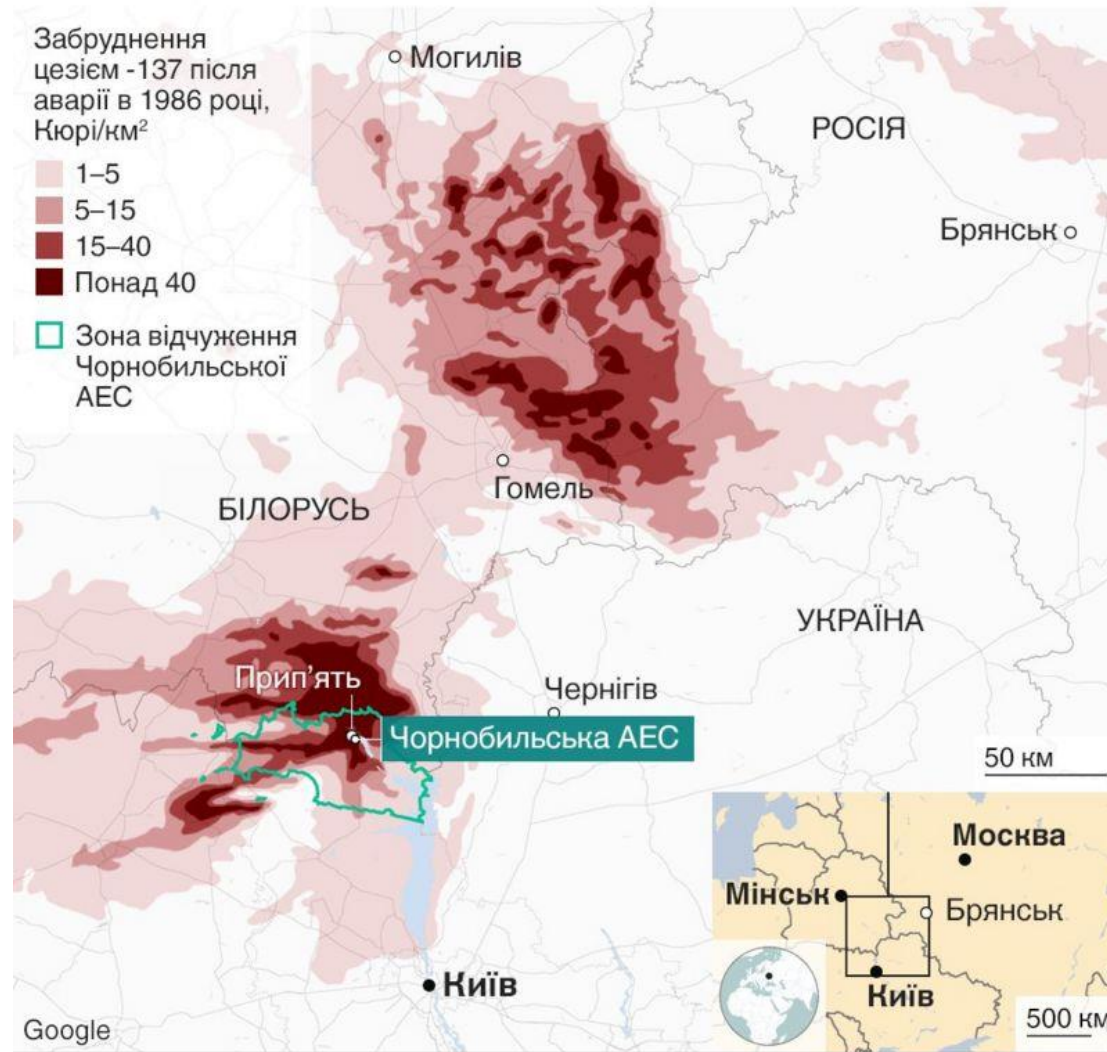 Забруднення
цезієм -137 після
аварії в 1986 році,
Кюрі/км²
1–5
5–15
15–40
Понад 40
Зона відчуження
Чорнобильської
АЕС
Могилів
РОСІЯ
Брянськ
Гомель
БІЛОРУСЬ
УКРАЇНА
Прип’ять
Чернігів
Чорнобильська АЕС
50 км
Київ
Москва
Мінськ
Брянськ
Київ
500 км
Google